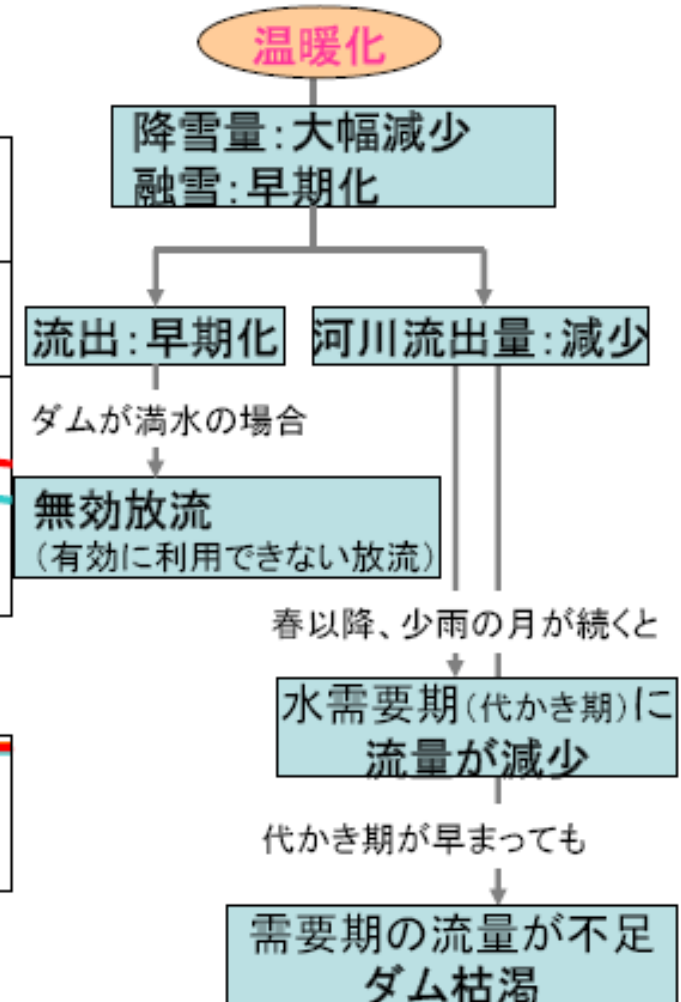 温暖化
降雪量：大幅減少
融雪：早期化
流出：早期化
河川流出量：減少
ダムが満水の場合
無効放流
（有効に利用できない放流）
春以降、少雨の月が続くと
水需要期（代かき期）に
流量が減少
代かき期が早まっても
需要期の流量が不足
ダム枯渇